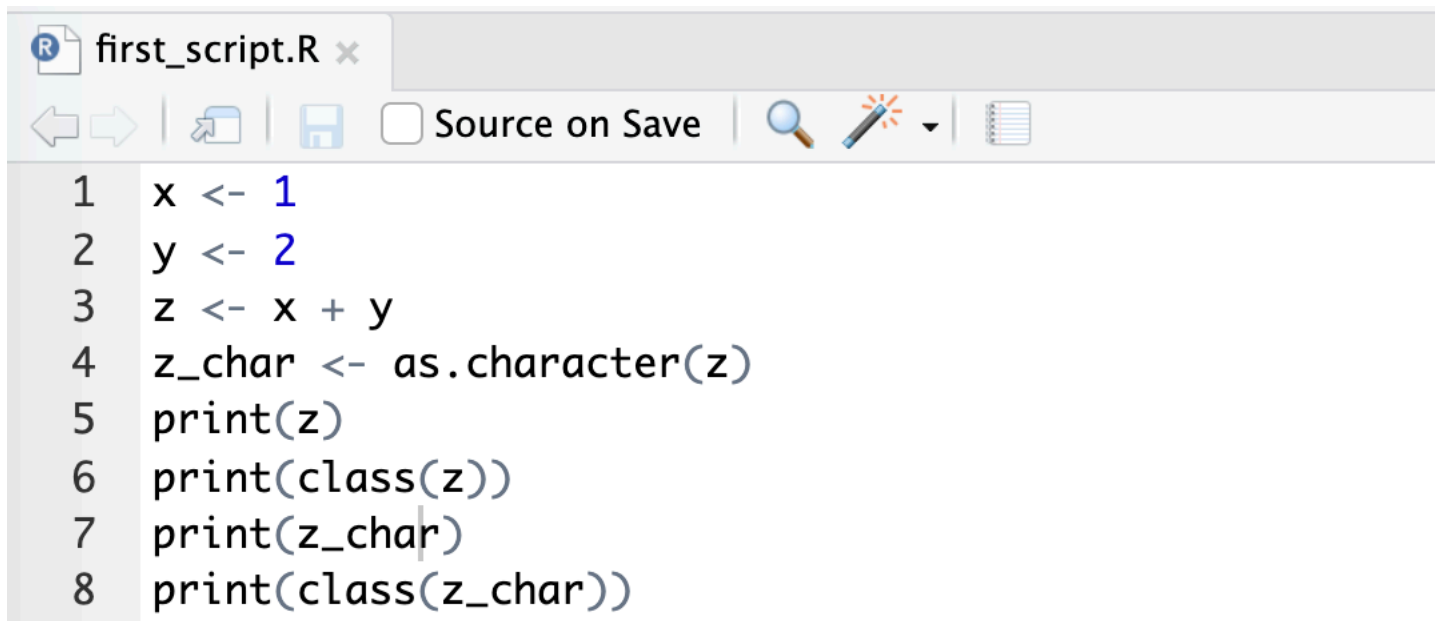 R first_script.R ×
Source on Save
1 x <- 1
2 y <- 2
3 z <- x + y
4 z_char <- as.character(z)
5 print(z)
6 print(class(z))
7 print(z_char)
8 print(class(z_char))